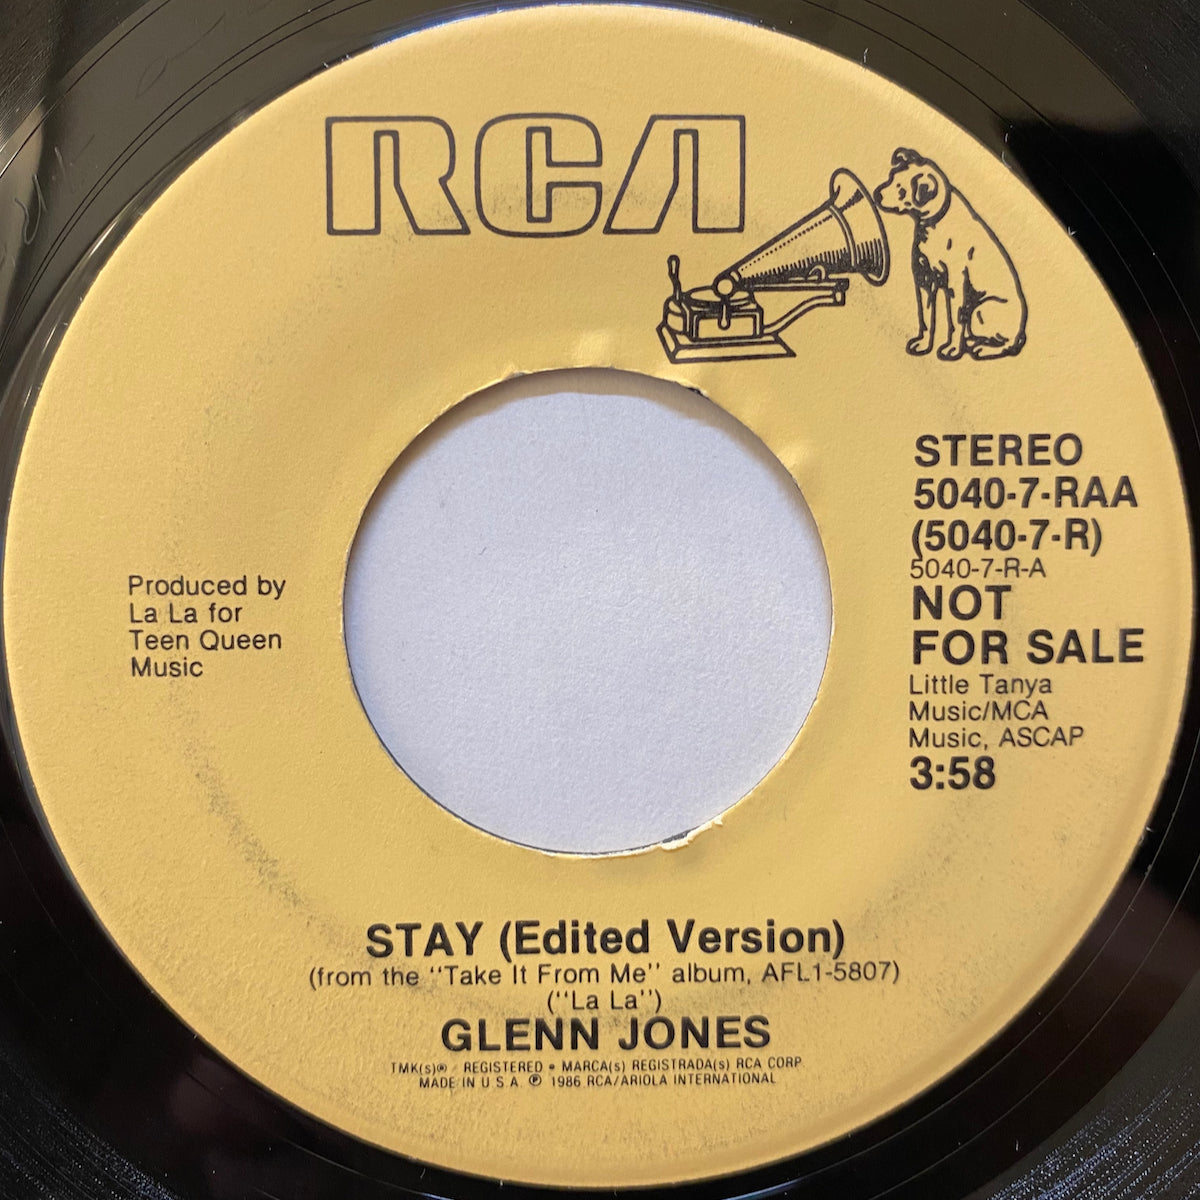 RCA
STEREO
5040-7-RAA
(5040-7-R)
5040-7-R-A
NOT
FOR SALE
Little Tanya
Music/MCA
Music, ASCAP
3:58
Produced by
La La for
Teen Queen
Music
STAY (Edited Version)
(from the "Take It From Me" album, AFL1-5807)
("La La")
GLENN JONES
TMK(s)® REGISTERED • MARCA(s) REGISTRADA(s) RCA CORP
MADE IN U S A ℗ 1986 RCA/ARIOLA INTERNATIONAL